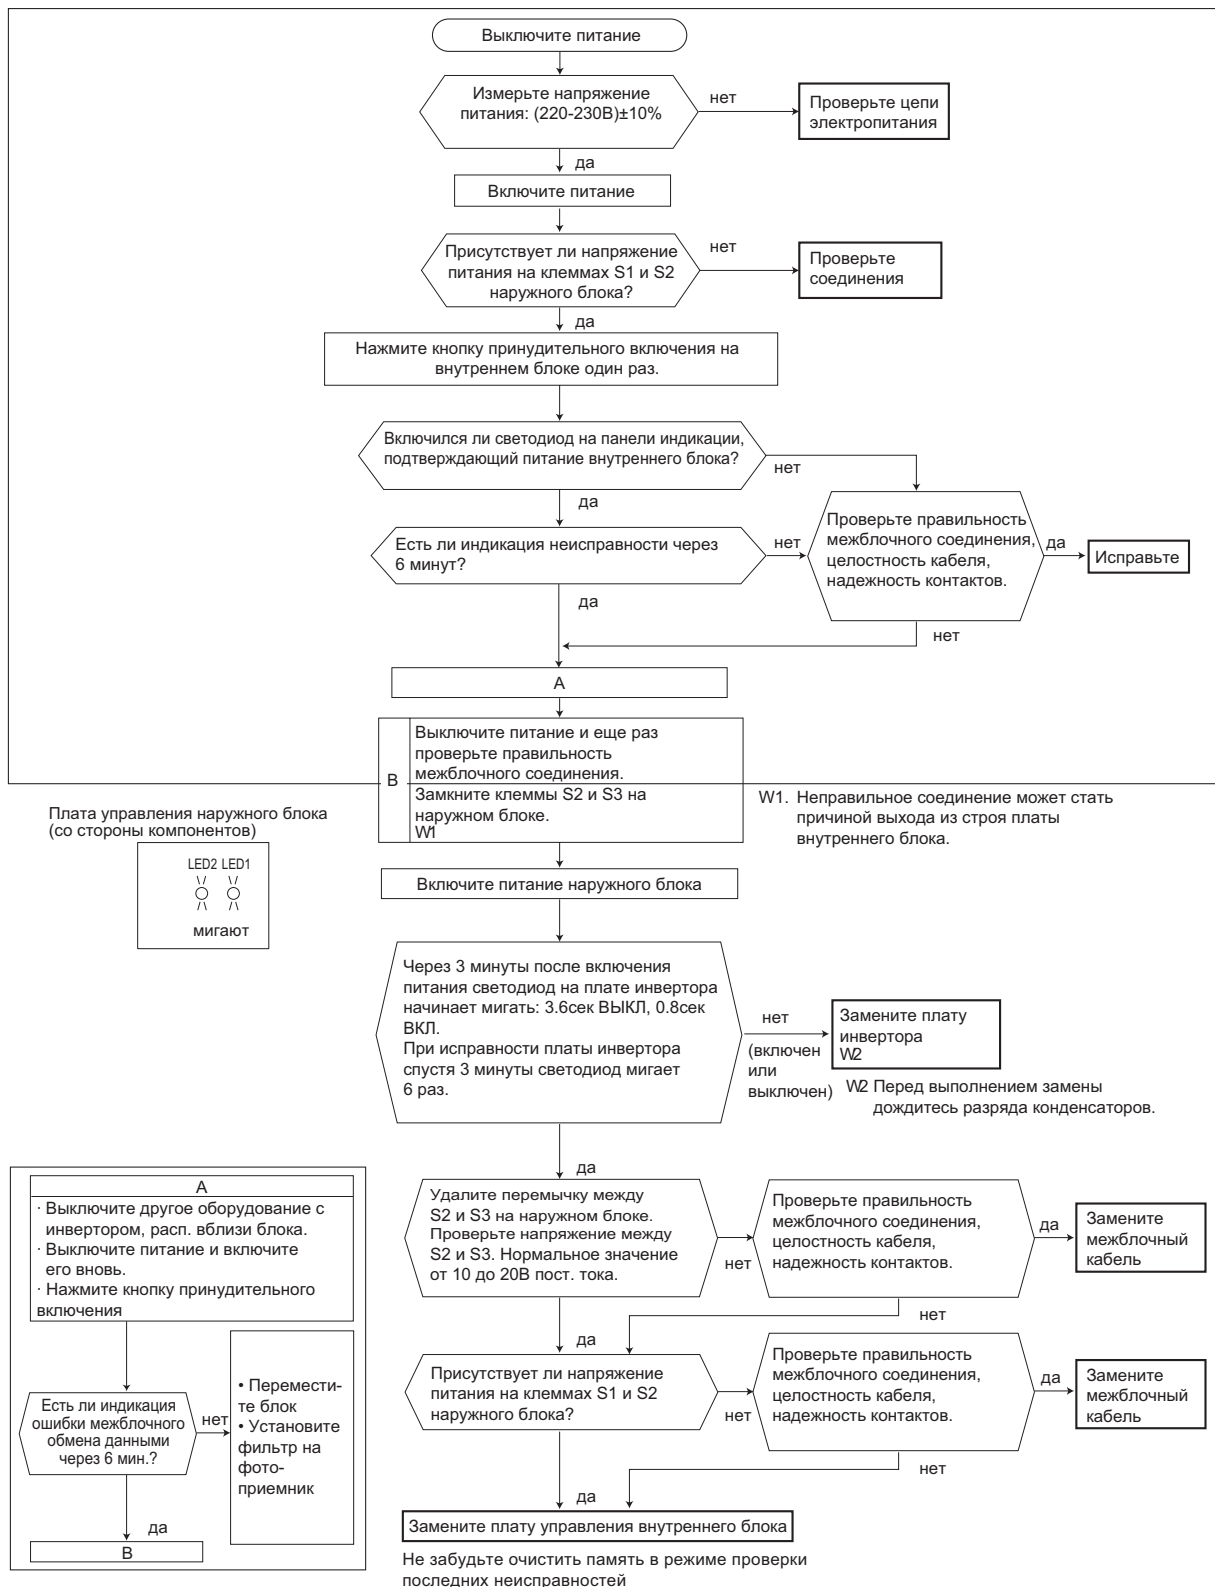 Выключите питание
Измерьте напряжение
питания: (220-230В)±10%
нет
Проверьте цепи
электропитания
да
Включите питание
Присутствует ли напряжение
питания на клеммах S1 и S2
наружного блока?
нет
Проверьте
соединения
да
Нажмите кнопку принудительного включения на
внутреннем блоке один раз.
Включился ли светодиод на панели индикации,
подтверждающий питание внутреннего блока?
нет
да
Есть ли индикация неисправности через
6 минут?
нет
Проверьте правильность
межблочного соединения,
целостность кабеля,
надежность контактов.
да
Исправьте
да
нет
A
B
Выключите питание и еще раз
проверьте правильность
межблочного соединения.
Замкните клеммы S2 и S3 на
наружном блоке.
W1
W1. Неправильное соединение может стать
причиной выхода из строя платы
внутреннего блока.
Плата управления наружного блока
(со стороны компонентов)
LED2 LED1
мигают
Включите питание наружного блока
Через 3 минуты после включения
питания светодиод на плате инвертора
начинает мигать: 3.6сек ВЫКЛ, 0.8сек
ВКЛ.
При исправности платы инвертора
спустя 3 минуты светодиод мигает
6 раз.
нет
(включен
или
выключен)
Замените плату
инвертора
W2
W2 Перед выполнением замены
дождитесь разряда конденсаторов.
да
Удалите перемычку между
S2 и S3 на наружном блоке.
Проверьте напряжение между
S2 и S3. Нормальное значение
от 10 до 20В пост. тока.
нет
Проверьте правильность
межблочного соединения,
целостность кабеля,
надежность контактов.
да
Замените
межблочный
кабель
нет
да
Присутствует ли напряжение
питания на клеммах S1 и S2
наружного блока?
нет
Проверьте правильность
межблочного соединения,
целостность кабеля,
надежность контактов.
да
Замените
межблочный
кабель
нет
да
Замените плату управления внутреннего блока
Не забудьте очистить память в режиме проверки
последних неисправностей
A
· Выключите другое оборудование с
инвертором, расп. вблизи блока.
· Выключите питание и включите
его вновь.
· Нажмите кнопку принудительного
включения
Есть ли индикация
ошибки межблочного
обмена данными
через 6 мин.?
нет
• Перемести-
те блок
• Установите
фильтр на
фото-
приемник
да
B